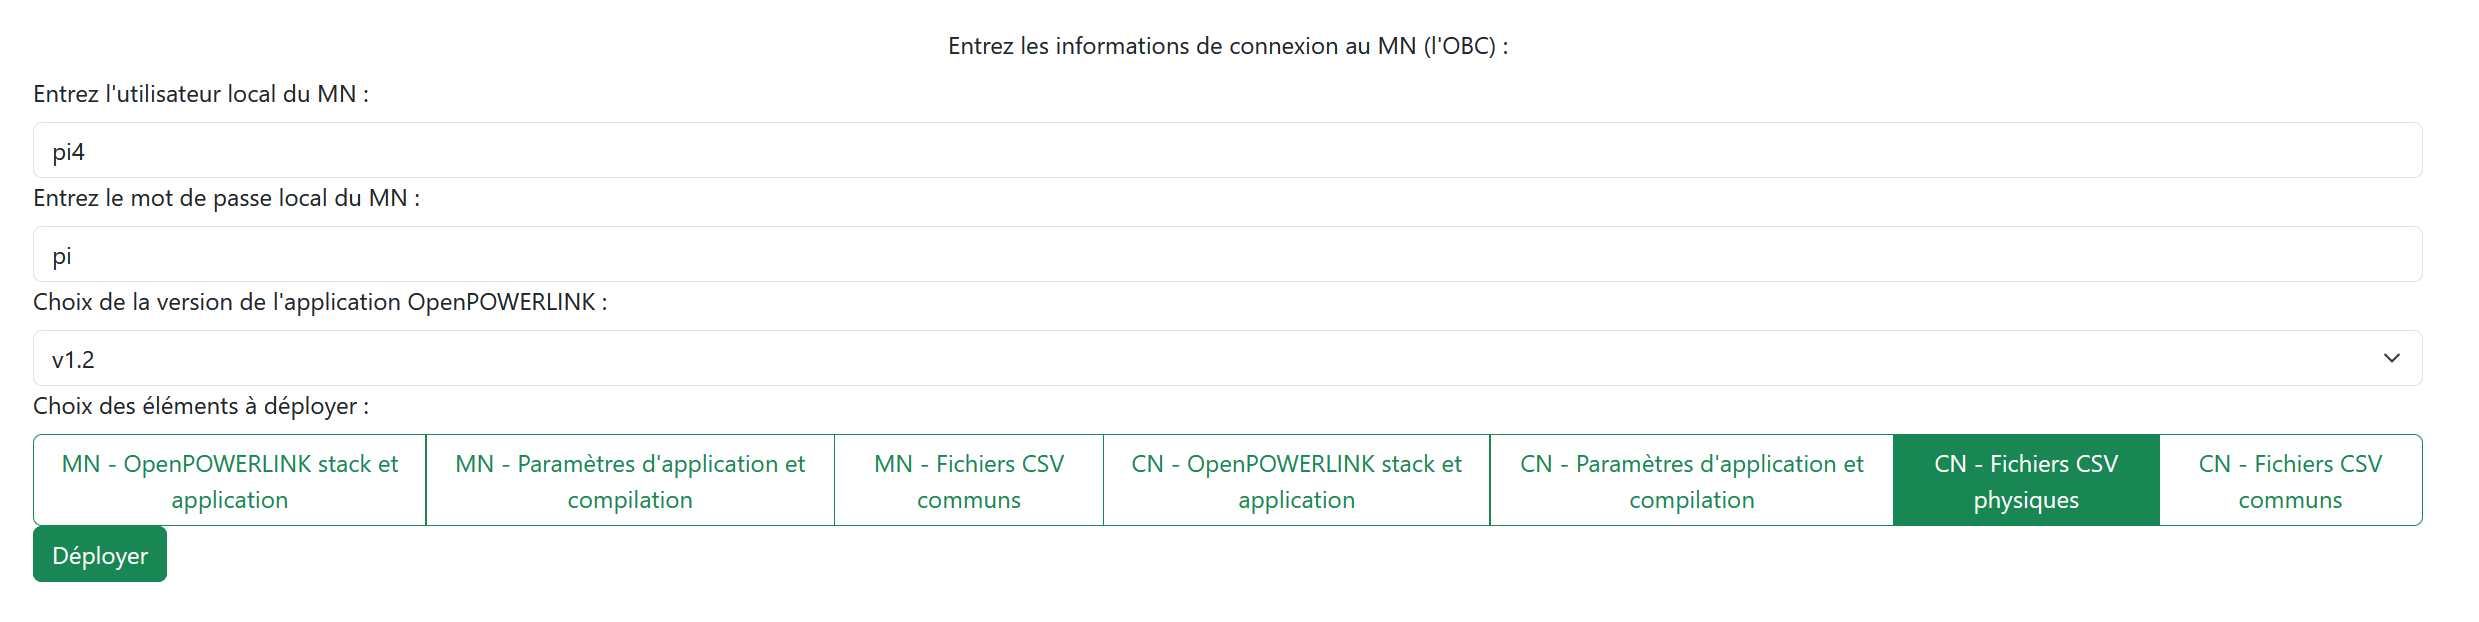 Entrez les informations de connexion au MN (l'OBC) :
Entrez l'utilisateur local du MN :
pi4
Entrez le mot de passe local du MN :
pi
Choix de la version de l'application OpenPOWERLINK :
v1.2
Choix des éléments à déployer :
MN - OpenPOWERLINK stack et
application
MN - Paramètres d'application et
compilation
MN - Fichiers CSV
communs
CN - OpenPOWERLINK stack et
application
CN - Paramètres d'application et
compilation
CN - Fichiers CSV
physiques
CN - Fichiers CSV
communs
Déployer